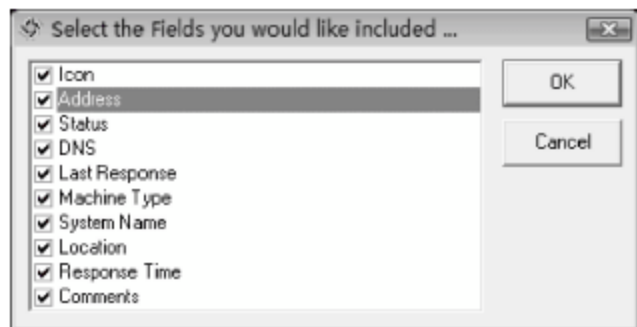 Select the Fields you would like included ...
Icon
Address
Status
DNS
Last Response
Machine Type
System Name
Location
Response Time
Comments
OK
Cancel